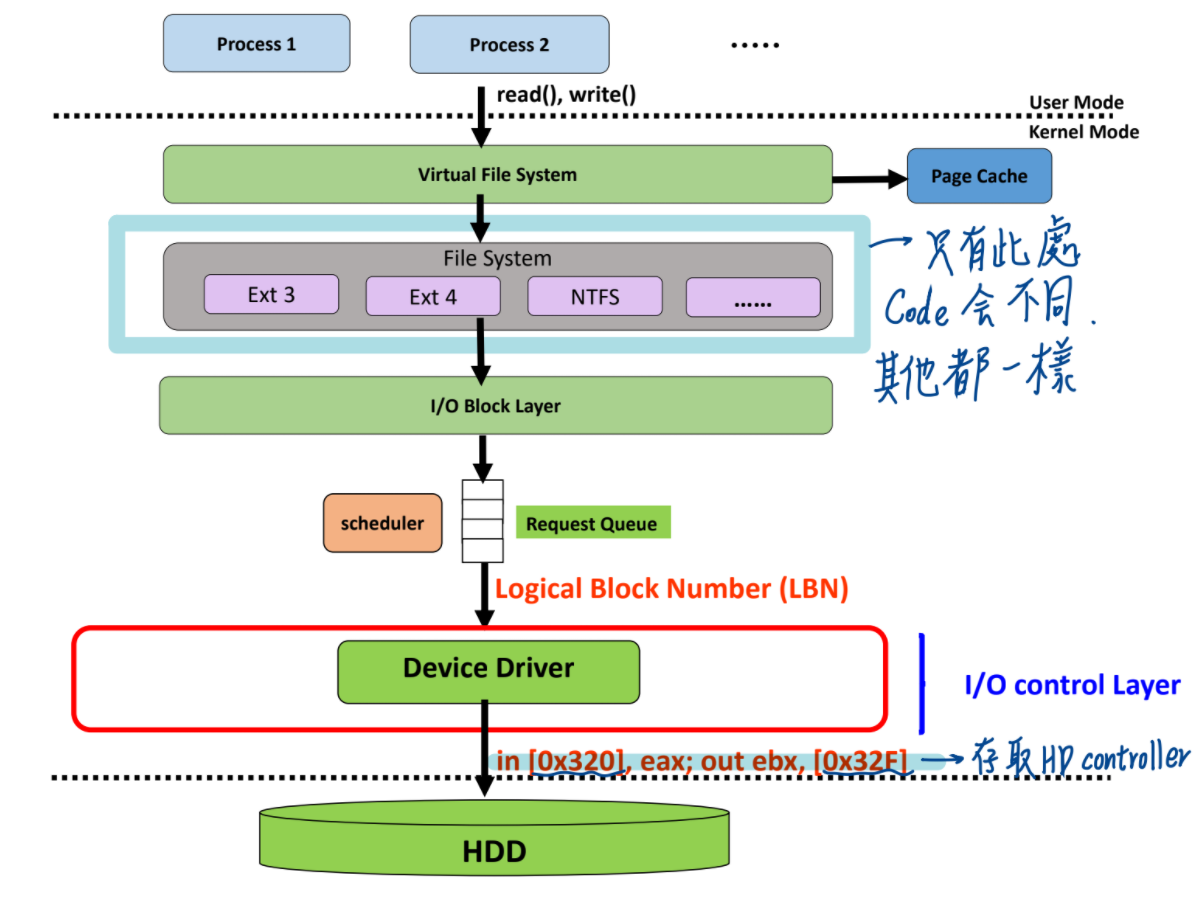 Process 1
Process 2
.....
read(), write()
User Mode
Kernel Mode
Virtual File System
Page Cache
File System
Ext 3
Ext 4
NTFS
......
只有此處
Code 会不同.
其他都一樣
I/O Block Layer
scheduler
Request Queue
Logical Block Number (LBN)
Device Driver
I/O control Layer
in [0x320], eax; out ebx, [0x32F]
存取HD controller
HDD